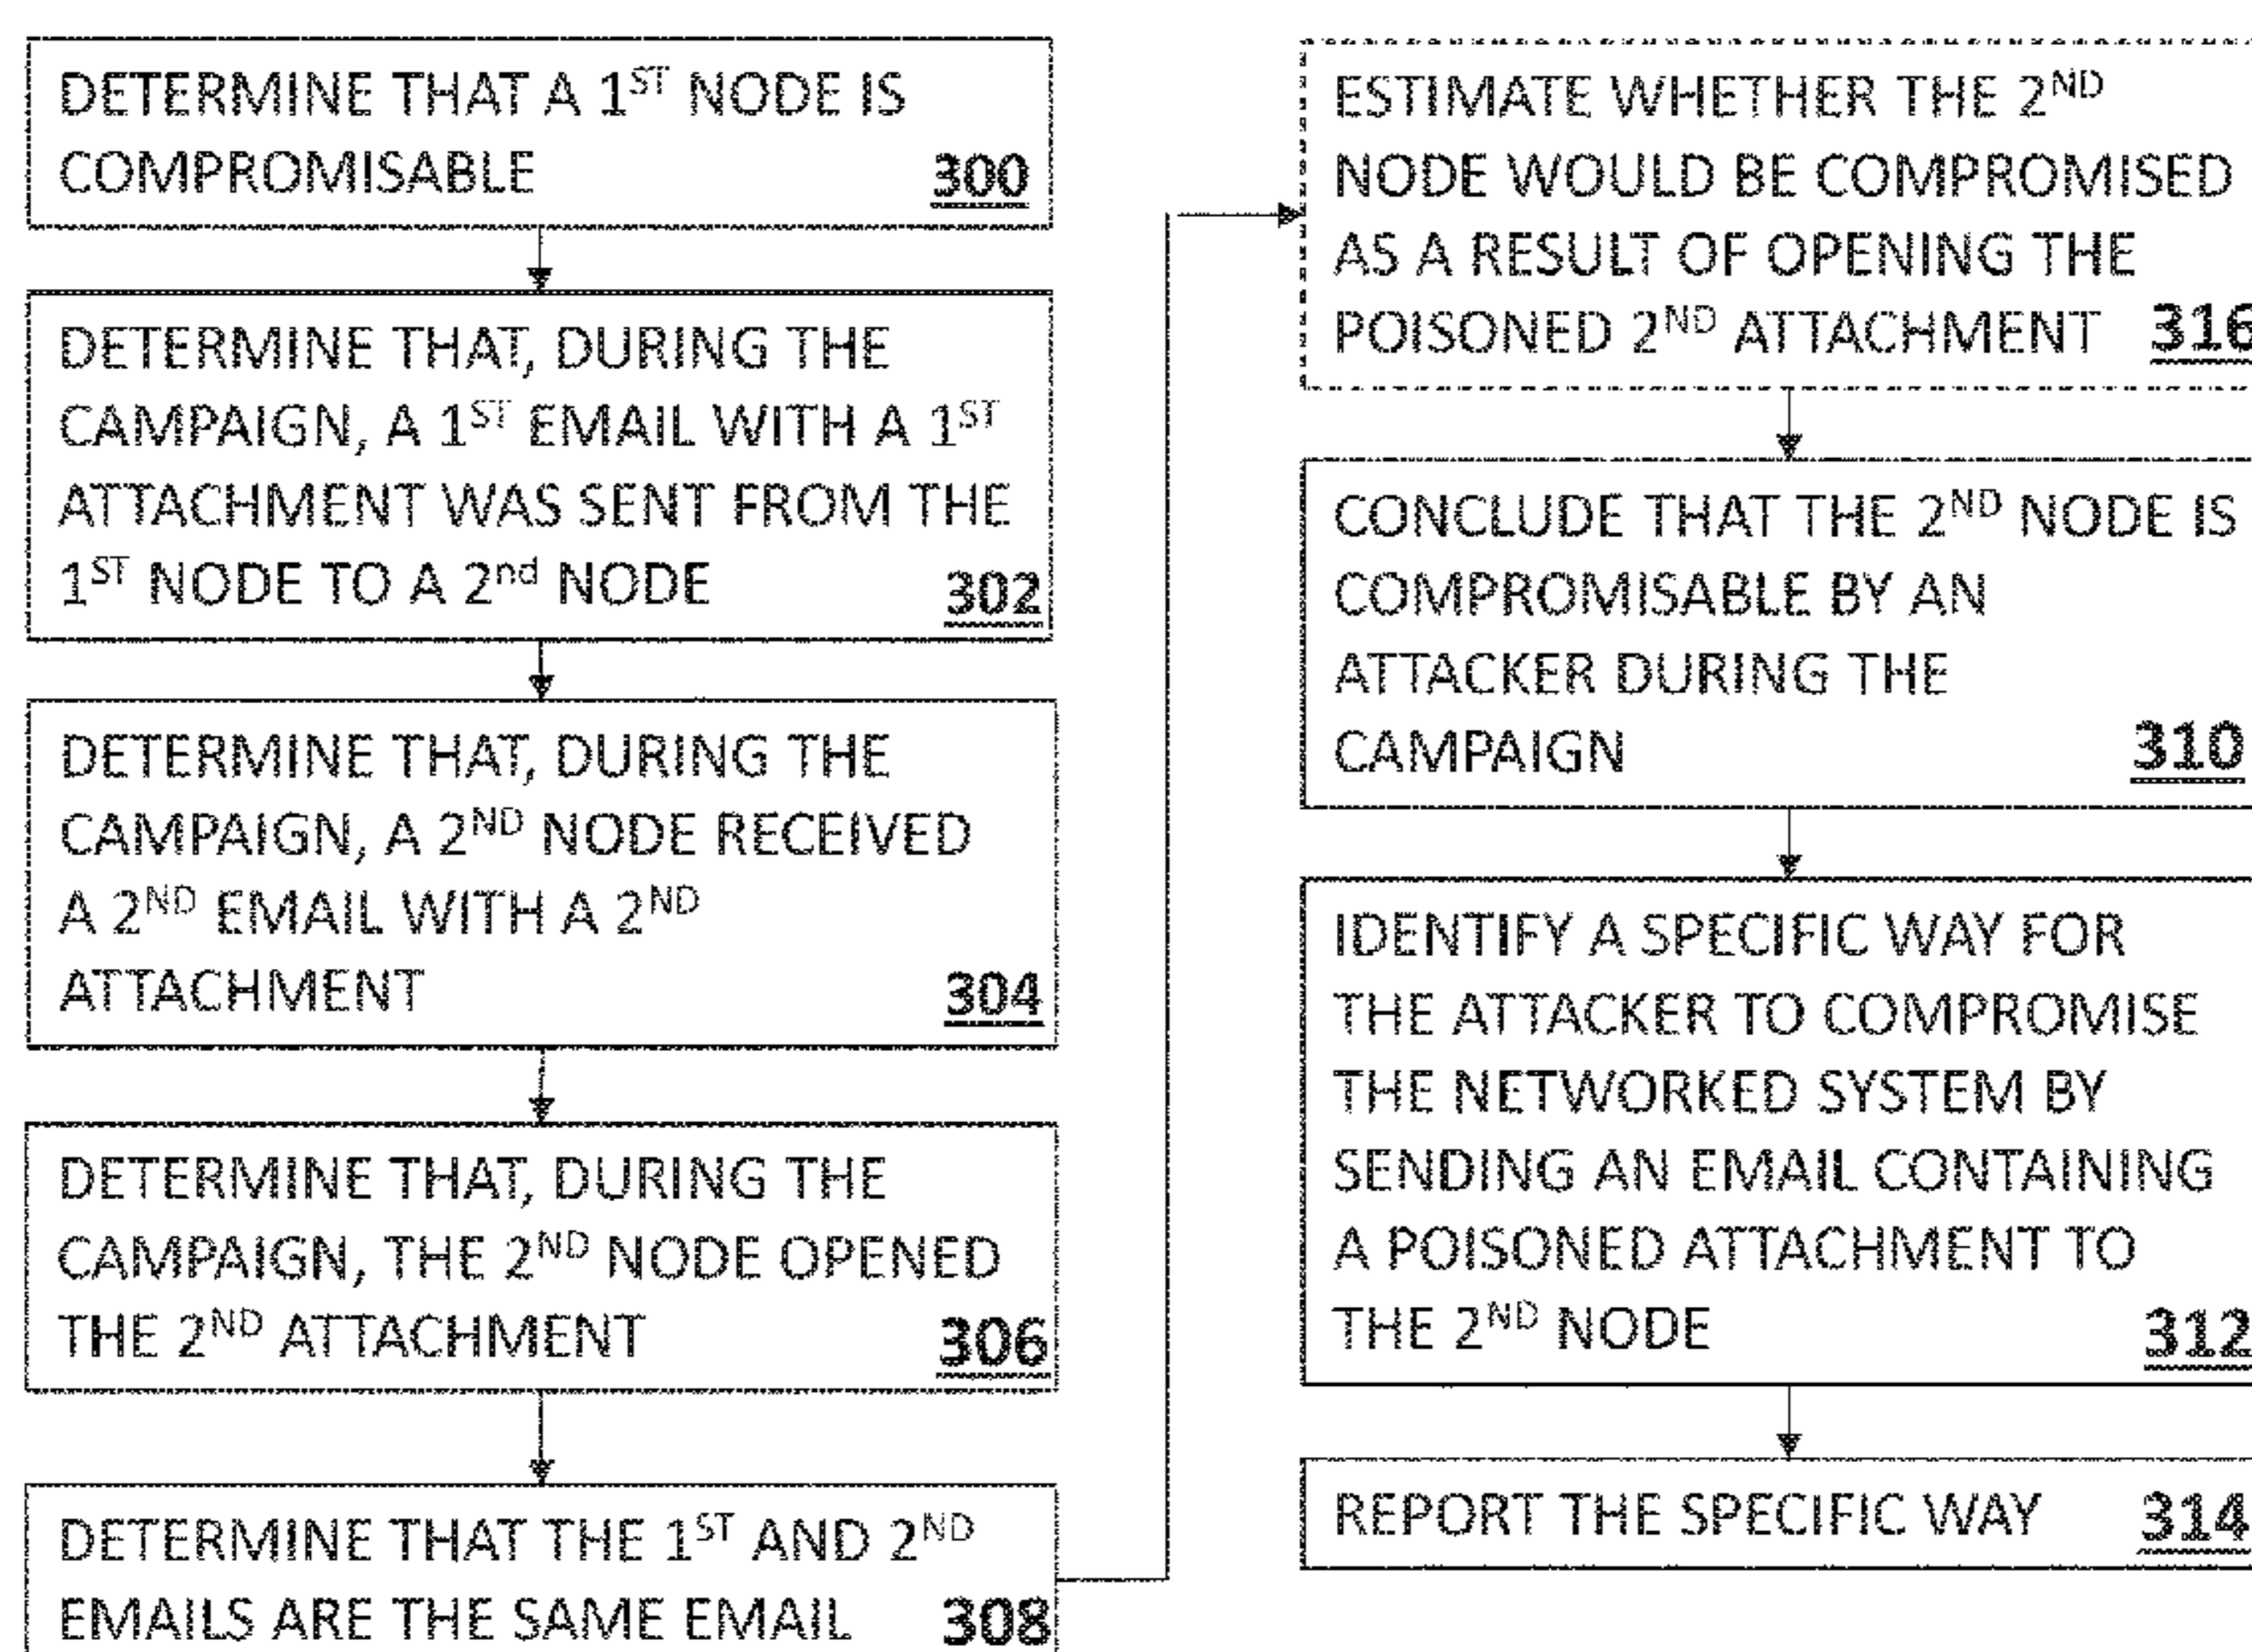 DETERMINE THAT A 1ST NODE IS
COMPROMISABLE 300
DETERMINE THAT, DURING THE
CAMPAIGN, A 1ST EMAIL WITH A 1ST
ATTACHMENT WAS SENT FROM THE
1ST NODE TO A 2nd NODE 302
DETERMINE THAT, DURING THE
CAMPAIGN, A 2ND NODE RECEIVED
A 2ND EMAIL WITH A 2ND
ATTACHMENT 304
DETERMINE THAT, DURING THE
CAMPAIGN, THE 2ND NODE OPENED
THE 2ND ATTACHMENT 306
DETERMINE THAT THE 1ST AND 2ND
EMAILS ARE THE SAME EMAIL 308
ESTIMATE WHETHER THE 2ND
NODE WOULD BE COMPROMISED
AS A RESULT OF OPENING THE
POISONED 2ND ATTACHMENT 316
CONCLUDE THAT THE 2ND NODE IS
COMPROMISABLE BY AN
ATTACKER DURING THE
CAMPAIGN 310
IDENTIFY A SPECIFIC WAY FOR
THE ATTACKER TO COMPROMISE
THE NETWORKED SYSTEM BY
SENDING AN EMAIL CONTAINING
A POISONED ATTACHMENT TO
THE 2ND NODE 312
REPORT THE SPECIFIC WAY 314